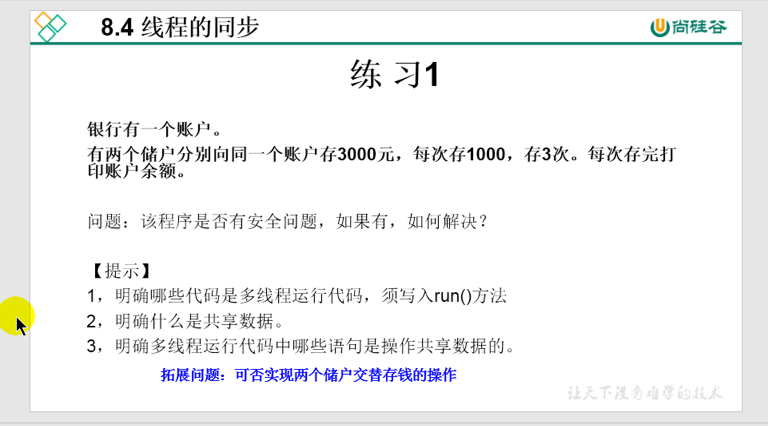 8.4 线程的同步
尚硅谷
练 习1
银行有一个账户。
有两个储户分别向同一个账户存3000元，每次存1000，存3次。每次存完打
印账户余额。
问题：该程序是否有安全问题，如果有，如何解决？
【提示】
1，明确哪些代码是多线程运行代码，须写入run()方法
2，明确什么是共享数据。
3，明确多线程运行代码中哪些语句是操作共享数据的。
拓展问题：可否实现两个储户交替存钱的操作
让天下没有难学的技术